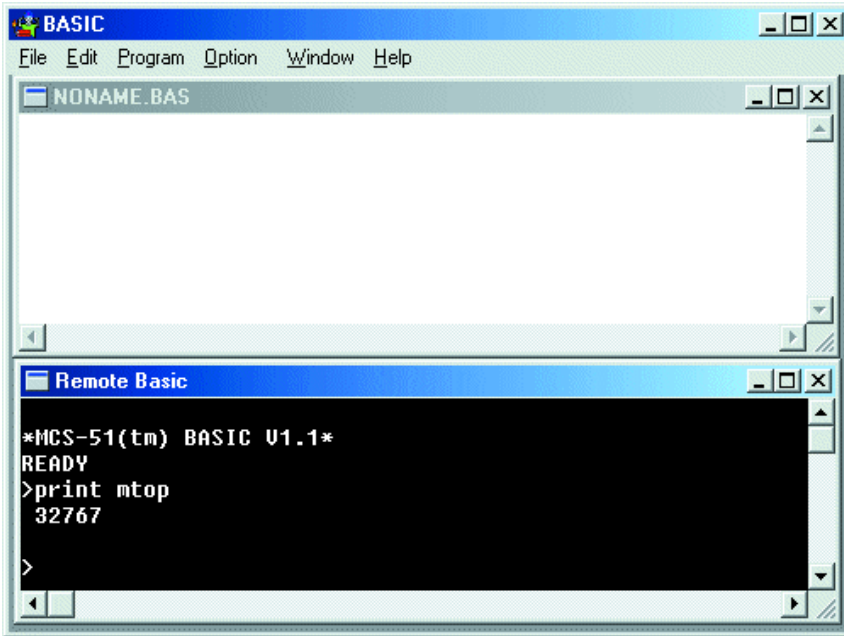 BASIC
File Edit Program Option Window Help
NONAME.BAS
Remote Basic
*MCS-51(tm) BASIC V1.1*
READY
>print mtop
32767
>